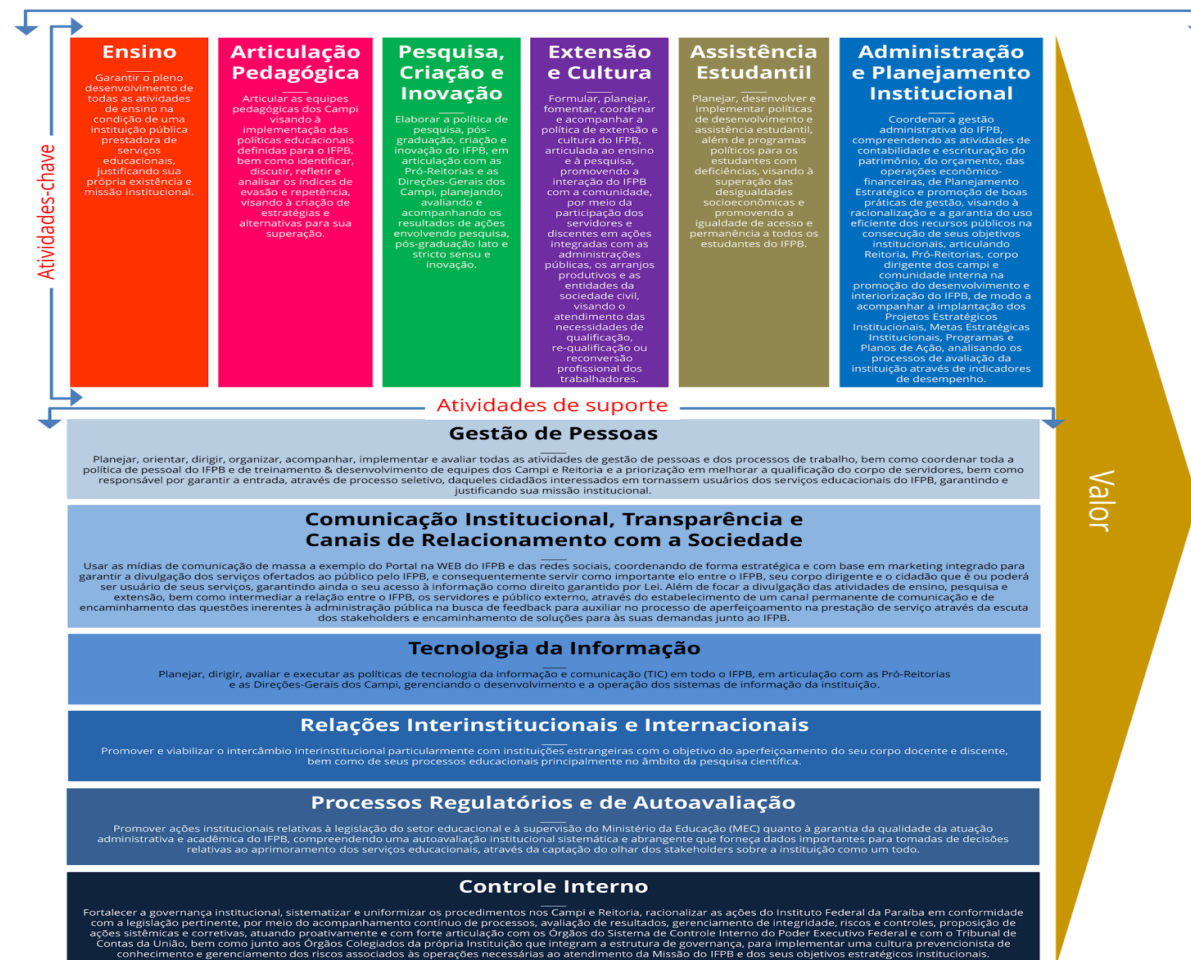 Atividades-chave
Ensino
Garantir o pleno
desenvolvimento de
todas as atividades
de ensino na
condição de uma
instituição pública
prestadora de
serviços
educacionais,
justificando sua
própria existência e
missão institucional.
Articulação
Pedagógica
Articular as equipes
pedagógicas dos Campi
visando à
implementação das
políticas educacionais
definidas para o IFPB,
bem como identificar,
discutir, refletir e
analisar os índices de
evasão e repetência,
visando à criação de
estratégias e
alternativas para sua
superação.
Pesquisa,
Criação e
Inovação
Elaborar a política de
pesquisa, pós-
graduação, criação e
inovação do IFPB, em
articulação com as
Pró-Reitorias e as
Direções-Gerais dos
Campi, planejando,
avaliando e
acompanhando os
resultados de ações
envolvendo pesquisa,
pós-graduação lato e
stricto sensu e
inovação.
Extensão
e Cultura
Formular, planejar,
fomentar, coordenar
e acompanhar a
política de extensão e
cultura do IFPB,
articulada ao ensino
e à pesquisa,
promovendo a
interação do IFPB
com a comunidade,
por meio da
participação dos
servidores e
discentes em ações
integradas com as
administrações
públicas, os arranjos
produtivos e as
entidades da
sociedade civil,
visando o
atendimento das
necessidades de
qualificação,
re-qualificação ou
reconversão
profissional dos
trabalhadores.
Assistência
Estudantil
Planejar, desenvolver e
implementar políticas
de desenvolvimento e
assistência estudantil,
além de programas
políticos para os
estudantes com
deficiências, visando à
superação das
desigualdades
socioeconômicas e
promovendo a
igualdade de acesso e
permanência a todos os
estudantes do IFPB.
Administração
e Planejamento
Institucional
Coordenar a gestão
administrativa do IFPB,
compreendendo as atividades de
contabilidade e escrituração do
patrimônio, do orçamento, das
operações econômico-
financeiras, de Planejamento
Estratégico e promoção de boas
práticas de gestão, visando à
racionalização e a garantia do uso
eficiente dos recursos públicos na
consecução de seus objetivos
institucionais, articulando
Reitoria, Pró-Reitorias, corpo
dirigente dos campi e
comunidade interna na
promoção do desenvolvimento e
interiorização do IFPB, de modo a
acompanhar a implantação dos
Projetos Estratégicos
Institucionais, Metas Estratégicas
Institucionais, Programas e
Planos de Ação, analisando os
processos de avaliação da
instituição através de indicadores
de desempenho.
Valor
Atividades de suporte
Gestão de Pessoas
Planejar, orientar, dirigir, organizar, acompanhar, implementar e avaliar todas as atividades de gestão de pessoas e dos processos de trabalho, bem como coordenar toda a
política de pessoal do IFPB e de treinamento & desenvolvimento de equipes dos Campi e Reitoria e a priorização em melhorar a qualificação do corpo de servidores, bem como
responsável por garantir a entrada, através de processo seletivo, daqueles cidadãos interessados em tornassem usuários dos serviços educacionais do IFPB, garantindo e
justificando sua missão institucional.
Comunicação Institucional, Transparência e
Canais de Relacionamento com a Sociedade
Usar as mídias de comunicação de massa a exemplo do Portal na WEB do IFPB e das redes sociais, coordenando de forma estratégica e com base em marketing integrado para
garantir a divulgação dos serviços ofertados ao público pelo IFPB, e consequentemente servir como importante elo entre o IFPB, seu corpo dirigente e o cidadão que é ou poderá
ser usuário de seus serviços, garantindo ainda o seu acesso à informação como direito garantido por Lei. Além de focar a divulgação das atividades de ensino, pesquisa e
extensão, bem como intermediar a relação entre o IFPB, os servidores e público externo, através do estabelecimento de um canal permanente de comunicação e de
encaminhamento das questões inerentes à administração pública na busca de feedback para auxiliar no processo de aperfeiçoamento na prestação de serviço através da escuta
dos stakeholders e encaminhamento de soluções para às suas demandas junto ao IFPB.
Tecnologia da Informação
Planejar, dirigir, avaliar e executar as políticas de tecnologia da informação e comunicação (TIC) em todo o IFPB, em articulação com as Pró-Reitorias
e as Direções-Gerais dos Campi, gerenciando o desenvolvimento e a operação dos sistemas de informação da instituição.
Relações Interinstitucionais e Internacionais
Promover e viabilizar o intercâmbio Interinstitucional particularmente com instituições estrangeiras com o objetivo do aperfeiçoamento do seu corpo docente e discente,
bem como de seus processos educacionais principalmente no âmbito da pesquisa científica.
Processos Regulatórios e de Autoavaliação
Promover ações institucionais relativas à legislação do setor educacional e à supervisão do Ministério da Educação (MEC) quanto à garantia da qualidade da atuação
administrativa e acadêmica do IFPB, compreendendo uma autoavaliação institucional sistemática e abrangente que forneça dados importantes para tomadas de decisões
relativas ao aprimoramento dos serviços educacionais, através da captação do olhar dos stakeholders sobre a instituição como um todo.
Controle Interno
Fortalecer a governança institucional, sistematizar e uniformizar os procedimentos nos Campi e Reitoria, racionalizar as ações do Instituto Federal da Paraíba em conformidade
com a legislação pertinente, por meio do acompanhamento contínuo de processos, avaliação de resultados, gerenciamento de integridade, riscos e controles, proposição de
ações sistêmicas e corretivas, atuando proativamente e com forte articulação com os Órgãos do Sistema de Controle Interno do Poder Executivo Federal e com o Tribunal de
Contas da União, bem como junto aos Órgãos Colegiados da própria Instituição que integram a estrutura de governança, para implementar uma cultura prevencionista de
conhecimento e gerenciamento dos riscos associados às operações necessárias ao atendimento da Missão do IFPB e dos seus objetivos estratégicos institucionais.